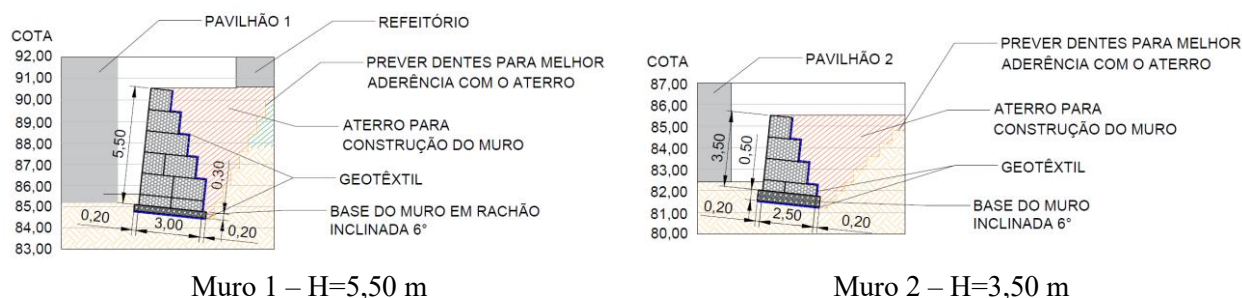 PAVILHÃO 1
REFEITÓRIO
COTA
92,00
91,00
90,00
89,00
88,00
87,00
86,00
85,00
84,00
83,00
PREVER DENTES PARA MELHOR
ADERÊNCIA COM O ATERRO
ATERRO PARA
CONSTRUÇÃO DO MURO
GEOTÊXTIL
BASE DO MURO EM RACHÃO
INCLINADA 6°
5,50
0,30
0,20
3,00
0,20
Muro 1 – H=5,50 m
COTA
87,00
86,00
85,00
84,00
83,00
82,00
81,00
80,00
PAVILHÃO 2
PREVER DENTES PARA MELHOR
ADERÊNCIA COM O ATERRO
ATERRO PARA
CONSTRUÇÃO DO MURO
GEOTÊXTIL
BASE DO MURO
INCLINADA 6°
3,50
0,50
0,20
2,50
0,20
Muro 2 – H=3,50 m